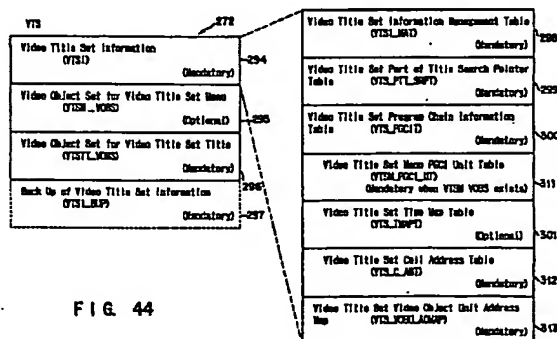 VTS
272
Video Title Set Information
(VTSI)
(Mandatory)
294
Video Object Set for Video Title Set Menu
(VTSM_VOBS)
(Optional)
295
Video Object Set for Video Title Set Title
(VTSTT_VOBS)
(Mandatory)
296
Back Up of Video Title Set Information
(VTSI_BUP)
(Mandatory)
297
Video Title Set Information Management Table
(VTSI_MAT)
(Mandatory)
298
Video Title Set Part of Title Search Pointer
Table (VTS_PTT_SRPT)
(Mandatory)
299
Video Title Set Program Chain Information
Table (VTS_PGCIT)
(Mandatory)
300
Video Title Set Menu PGCI Unit Table
(VTSM_PGCI_UT)
(Mandatory when VTSM_VOBS exists)
311
Video Title Set Time Map Table
(VTS_TMAPT)
(Optional)
301
Video Title Set Cell Address Table
(VTS_C_ADT)
(Mandatory)
312
Video Title Set Video Object Unit Address
Map (VTS_VOBU_ADMAP)
(Mandatory)
313
FIG. 44